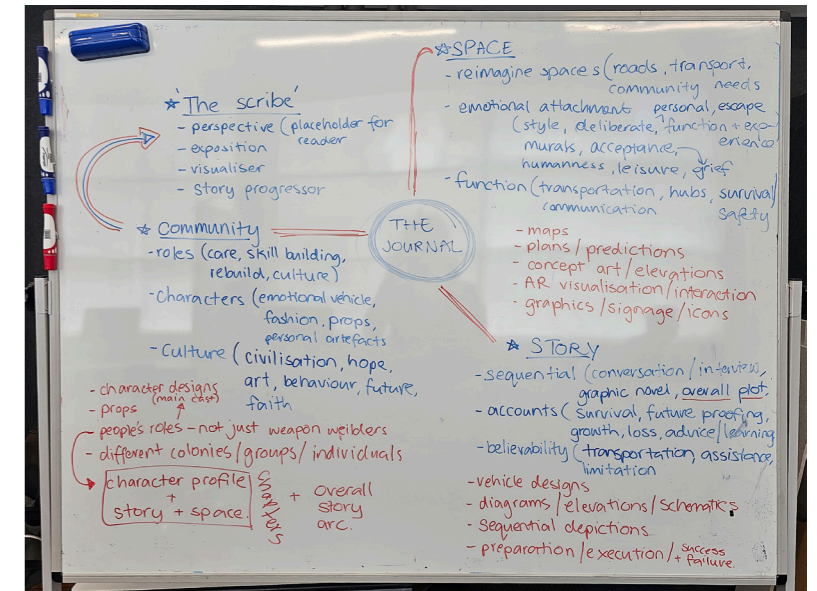 ☆ SPACE
- reimagine spaces (roads, transport,
community needs
- emotional attachment personal, escape
(style, deliberate, function + exp-
erience
murals, acceptance,
humanness, leisure, grief
- function (transportation, hubs, survival
communication safety
- maps
- plans / predictions
- concept art / elevations
- AR visualisation / interaction
- graphics / signage / icons
☆ 'The scribe'
- perspective (placeholder for
reader
- exposition
- visualiser
- story progressor
THE
JOURNAL
☆ COMMUNITY
- roles (care, skill building,
rebuild, culture)
- characters (emotional vehicle,
fashion, props,
personal artefacts
- Culture (civilisation, hope,
art, behaviour, future,
faith
- character designs
(main cast)
- props
- people's roles - not just weapon weilders
- different colonies / groups / individuals
character profile
+
story + space.
chapters
+ overall
story
arc.
☆ STORY
- sequential (conversation / interview,
graphic novel, overall plot,
- accounts (survival, future proofing,
growth, loss, advice / learning
- believability (transportation, assistance,
limitation
- vehicle designs
- diagrams / elevations / schematics.
- Sequential depictions
- preparation / execution / success
+ failure.